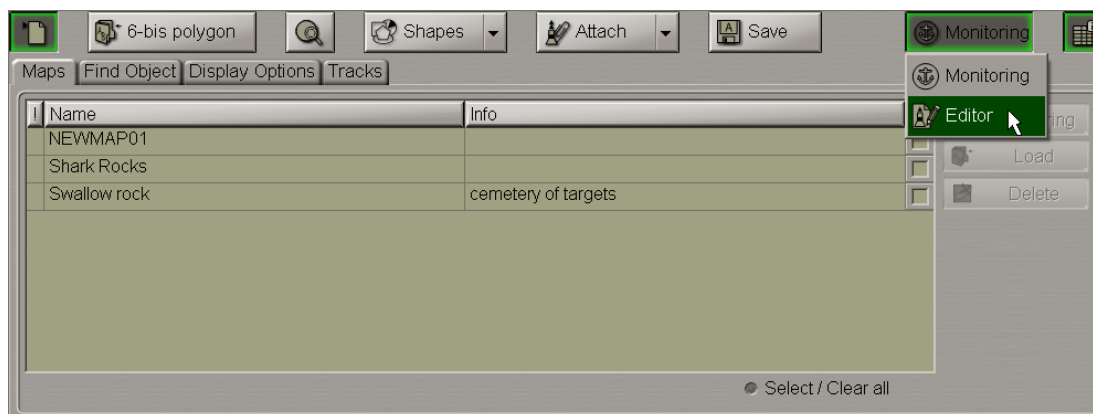 6-bis polygon Shapes Attach Save Monitoring
Maps Find Object Display Options Tracks
Monitoring
Editor
! Name Info
NEWMAP01
Shark Rocks
Swallow rock cemetery of targets
Load
Delete
Select / Clear all